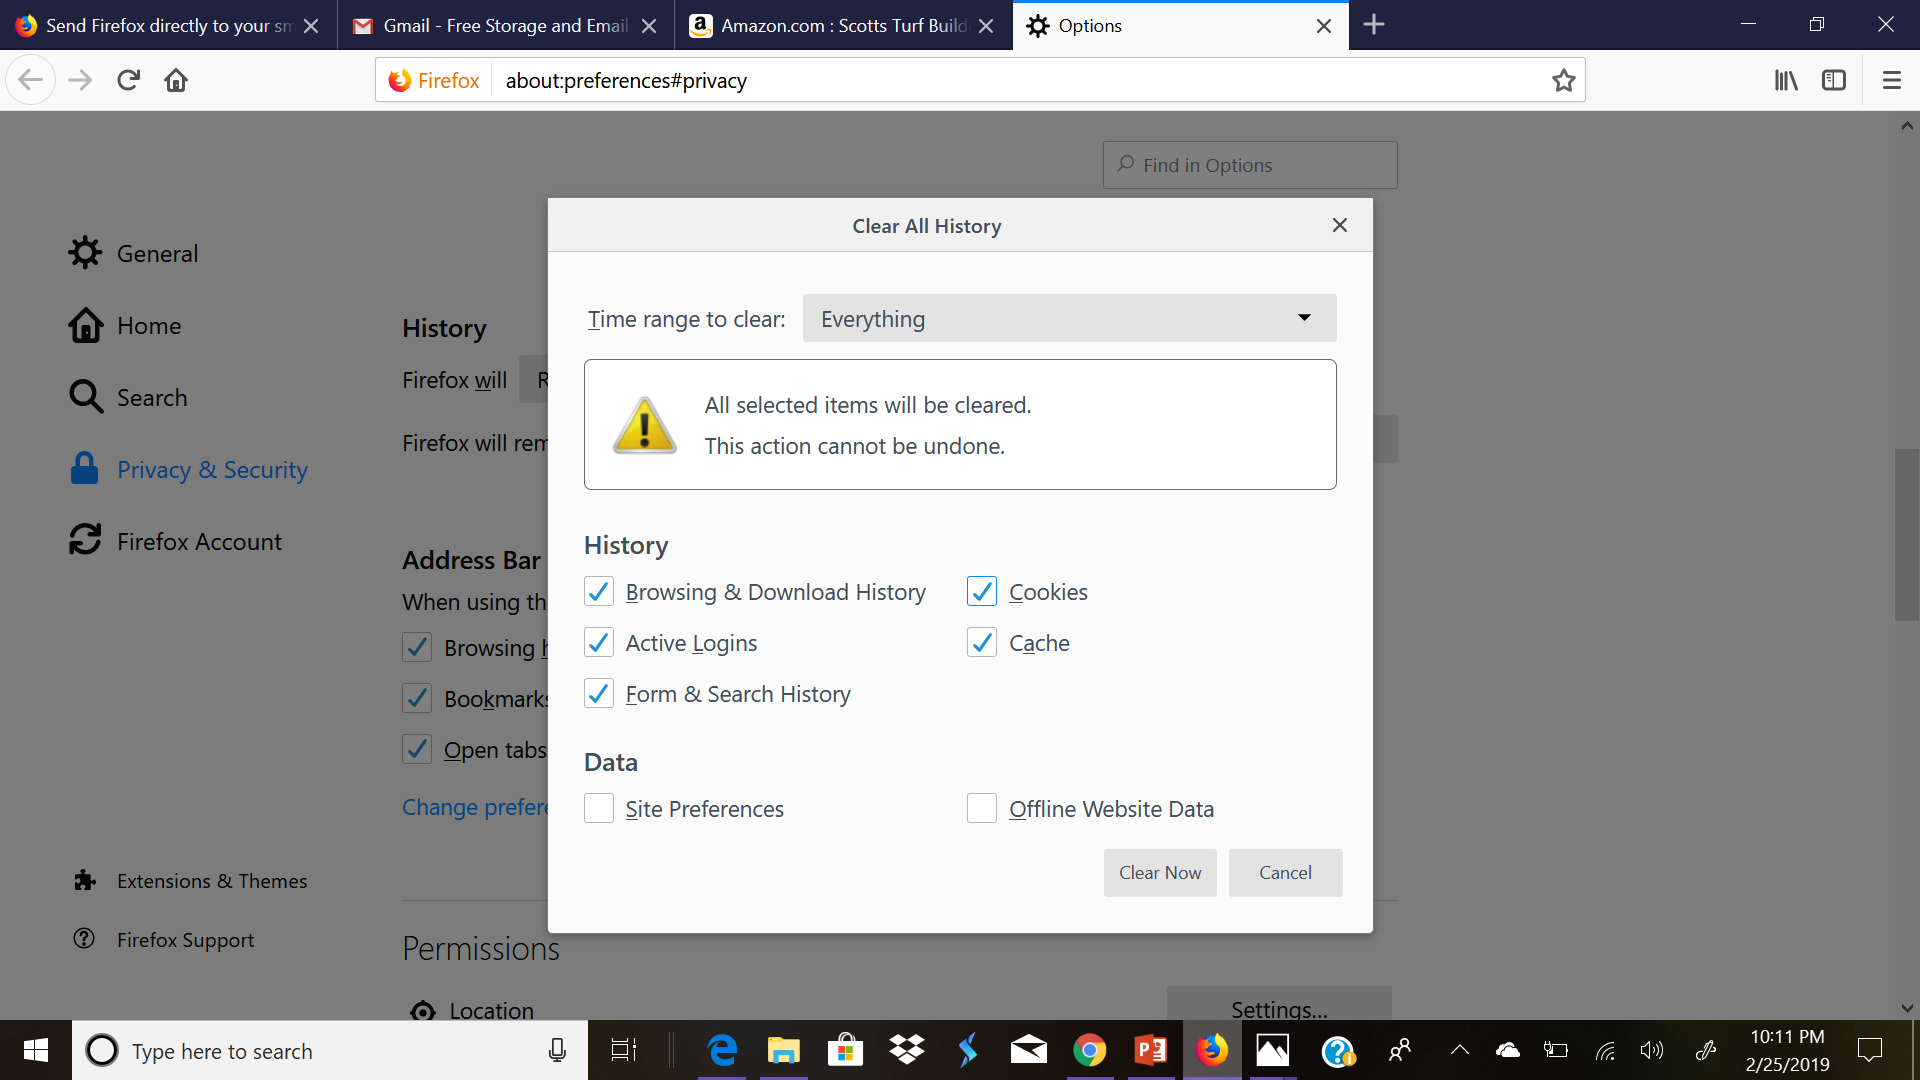 Send Firefox directly to your sm
Gmail - Free Storage and Email
Amazon.com : Scotts Turf Build
Options
Firefox
about:preferences#privacy
Find in Options
General
Home
Search
Privacy & Security
Firefox Account
Extensions & Themes
Firefox Support
History
Firefox will R
Firefox will rem
Address Bar
When using th
Browsing h
Bookmarks
Open tabs
Change prefere
Permissions
Location
Settings...
Clear All History
Time range to clear: Everything
All selected items will be cleared.
This action cannot be undone.
History
Browsing & Download History
Cookies
Active Logins
Cache
Form & Search History
Data
Site Preferences
Offline Website Data
Clear Now
Cancel
Type here to search
10:11 PM
2/25/2019